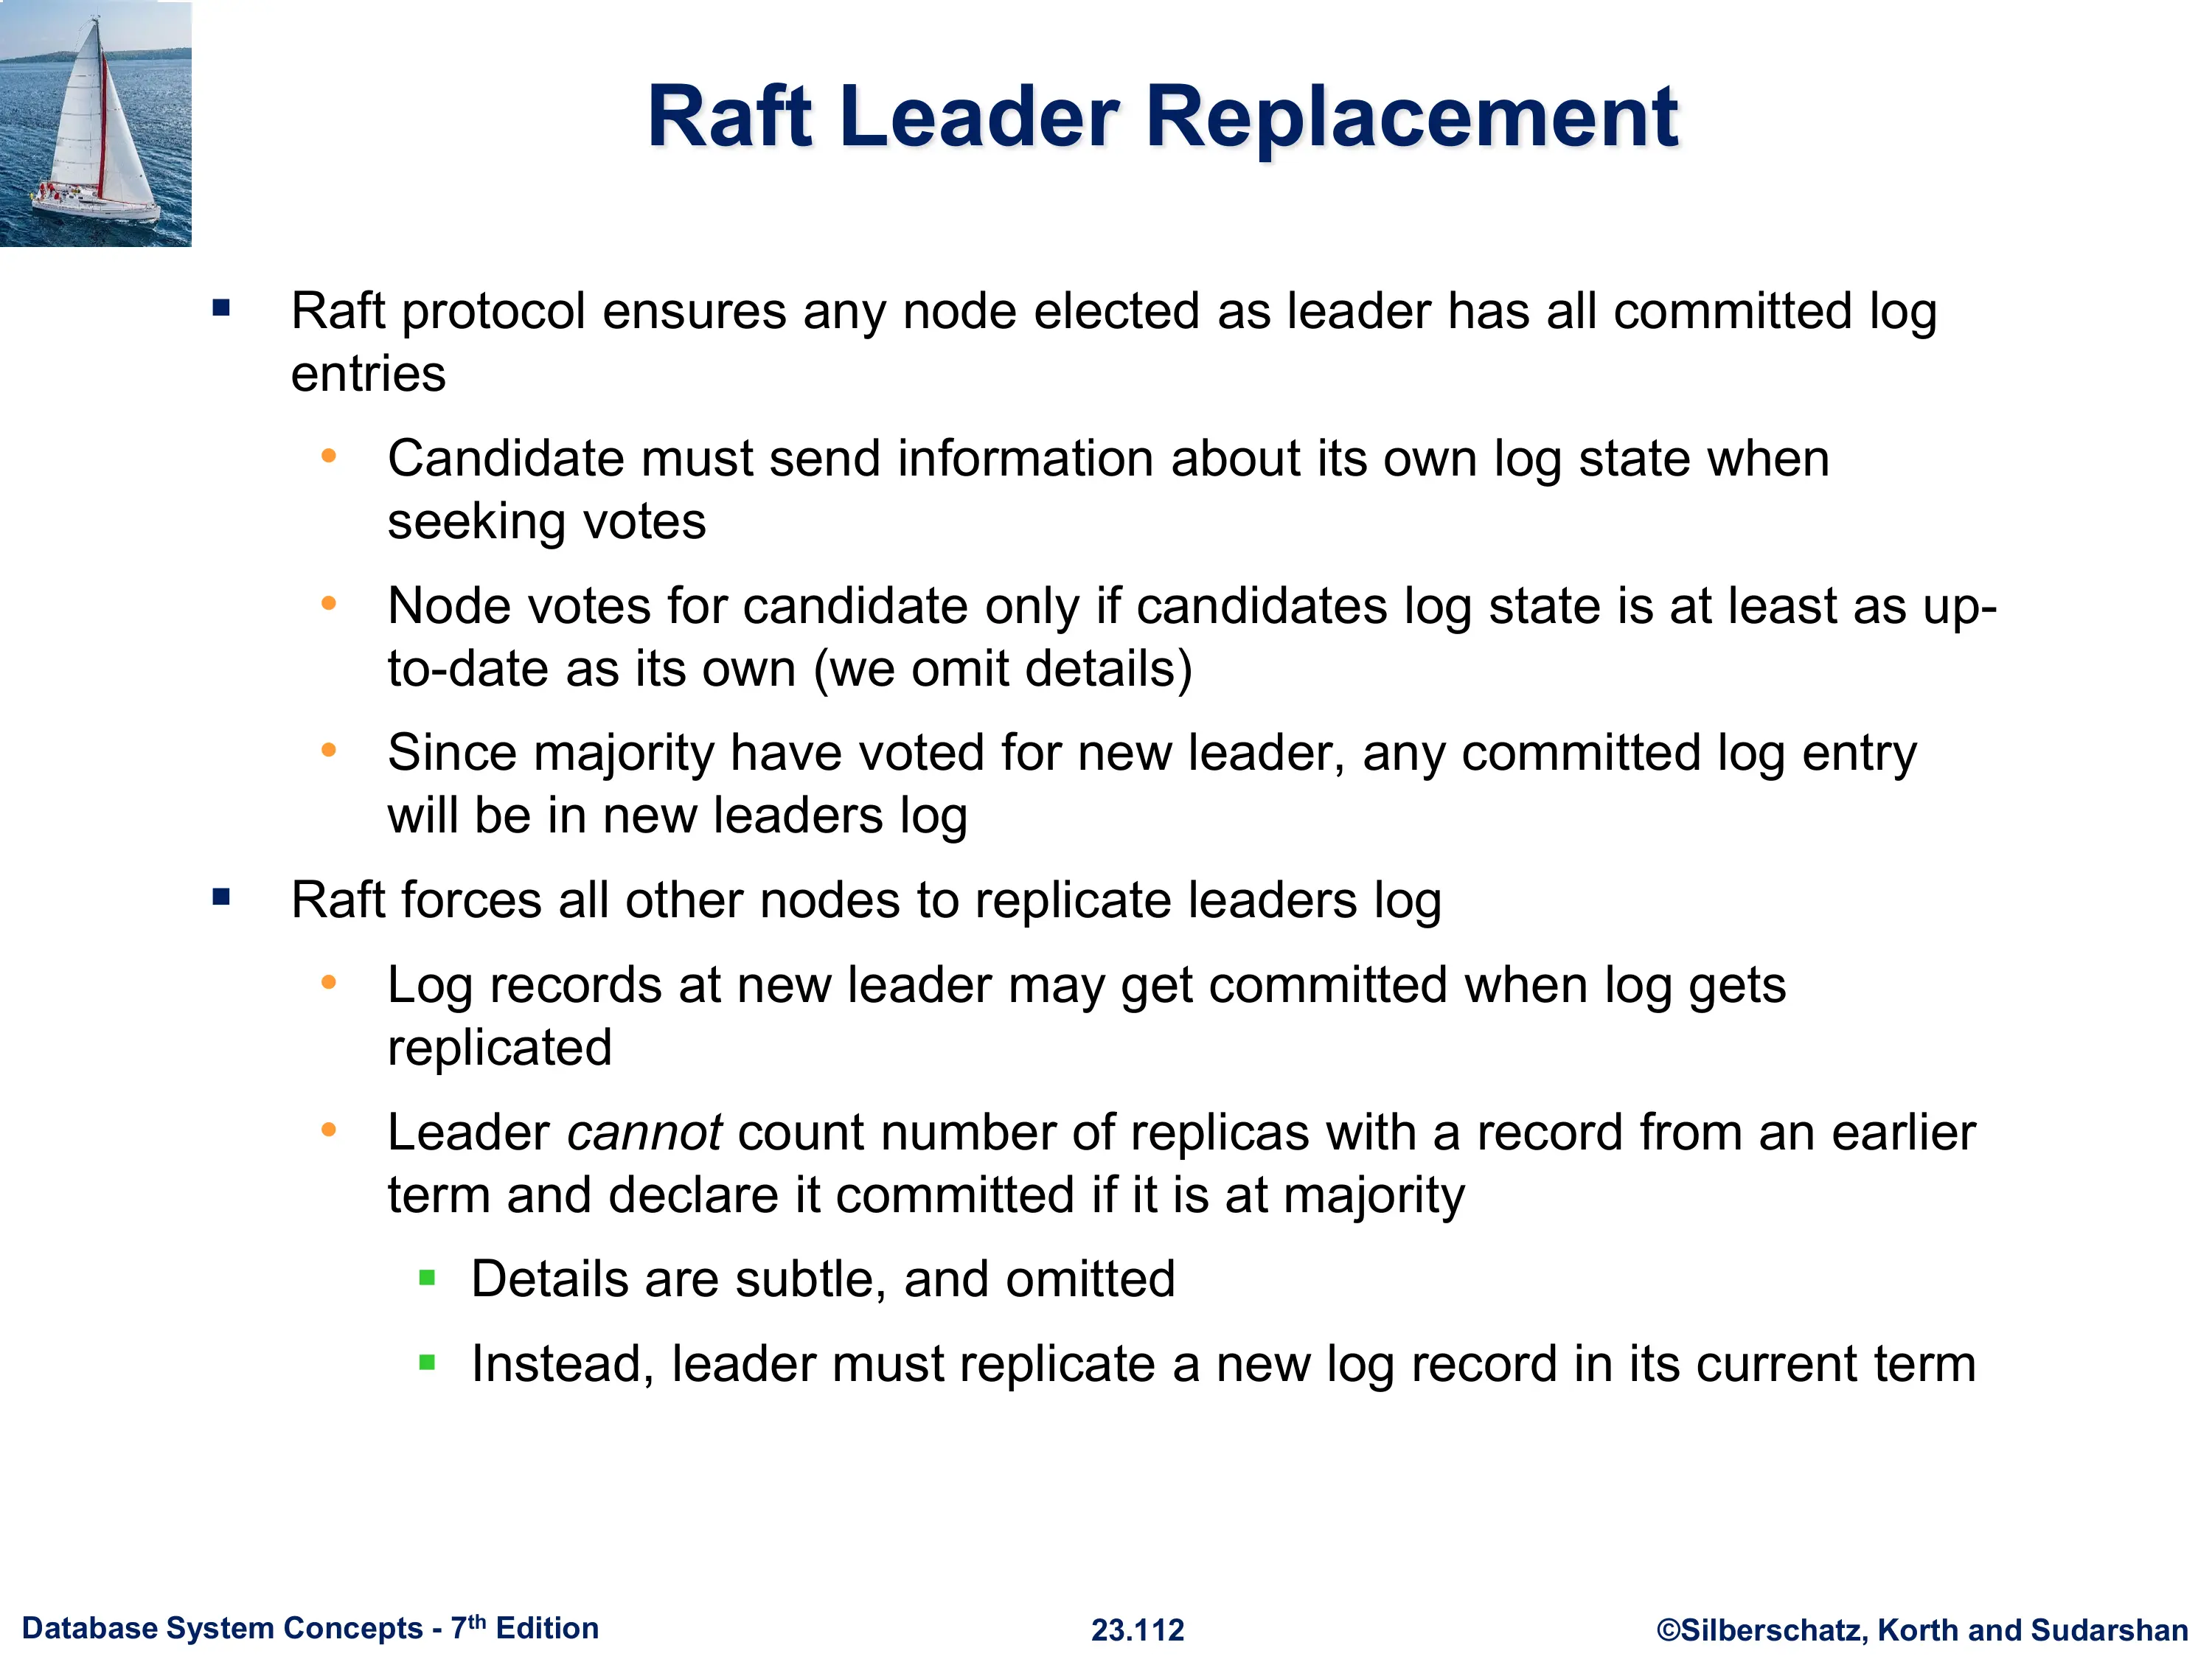 Raft Leader Replacement
▪ Raft protocol ensures any node elected as leader has all committed log
entries
• Candidate must send information about its own log state when
seeking votes
• Node votes for candidate only if candidates log state is at least as up-
to-date as its own (we omit details)
• Since majority have voted for new leader, any committed log entry
will be in new leaders log
▪ Raft forces all other nodes to replicate leaders log
• Log records at new leader may get committed when log gets
replicated
• Leader cannot count number of replicas with a record from an earlier
term and declare it committed if it is at majority
▪ Details are subtle, and omitted
▪ Instead, leader must replicate a new log record in its current term
Database System Concepts - 7th Edition
23.112
©Silberschatz, Korth and Sudarshan